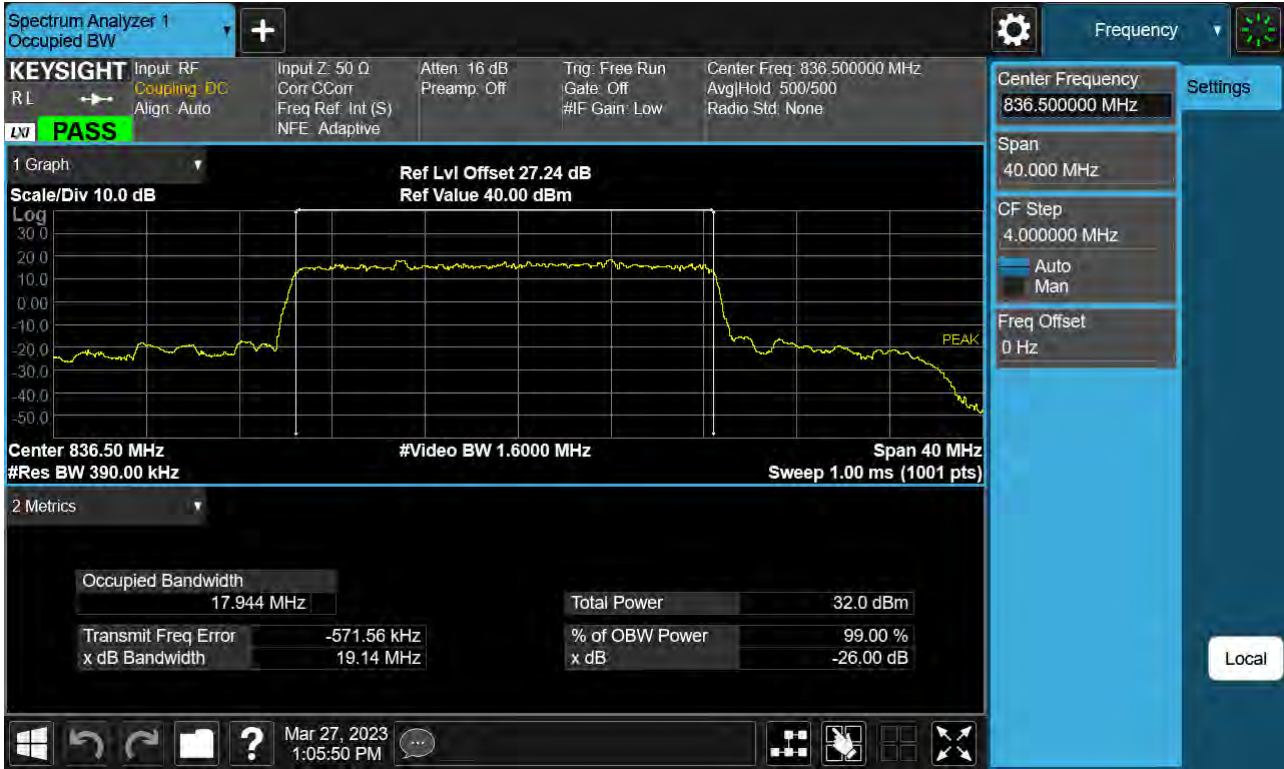 Spectrum Analyzer 1
Occupied BW
Frequency
KEYSIGHT
RL
LXI PASS
Input: RF
Coupling: DC
Align: Auto
Input Z: 50 Ω
Corr CCorr
Freq Ref: Int (S)
NFE: Adaptive
Atten: 16 dB
Preamp: Off
Trig: Free Run
Gate: Off
#IF Gain: Low
Center Freq: 836.500000 MHz
Avg|Hold: 500/500
Radio Std: None
1 Graph
Scale/Div 10.0 dB
Ref Lvl Offset 27.24 dB
Ref Value 40.00 dBm
Log
30.0
20.0
10.0
0.00
-10.0
-20.0
-30.0
-40.0
-50.0
PEAK
Center 836.50 MHz
#Res BW 390.00 kHz
#Video BW 1.6000 MHz
Span 40 MHz
Sweep 1.00 ms (1001 pts)
2 Metrics
Occupied Bandwidth
17.944 MHz
Transmit Freq Error -571.56 kHz
x dB Bandwidth 19.14 MHz
Total Power 32.0 dBm
% of OBW Power 99.00 %
x dB -26.00 dB
Center Frequency
836.500000 MHz
Span
40.000 MHz
CF Step
4.000000 MHz
Auto
Man
Freq Offset
0 Hz
Settings
Local
?
Mar 27, 2023
1:05:50 PM